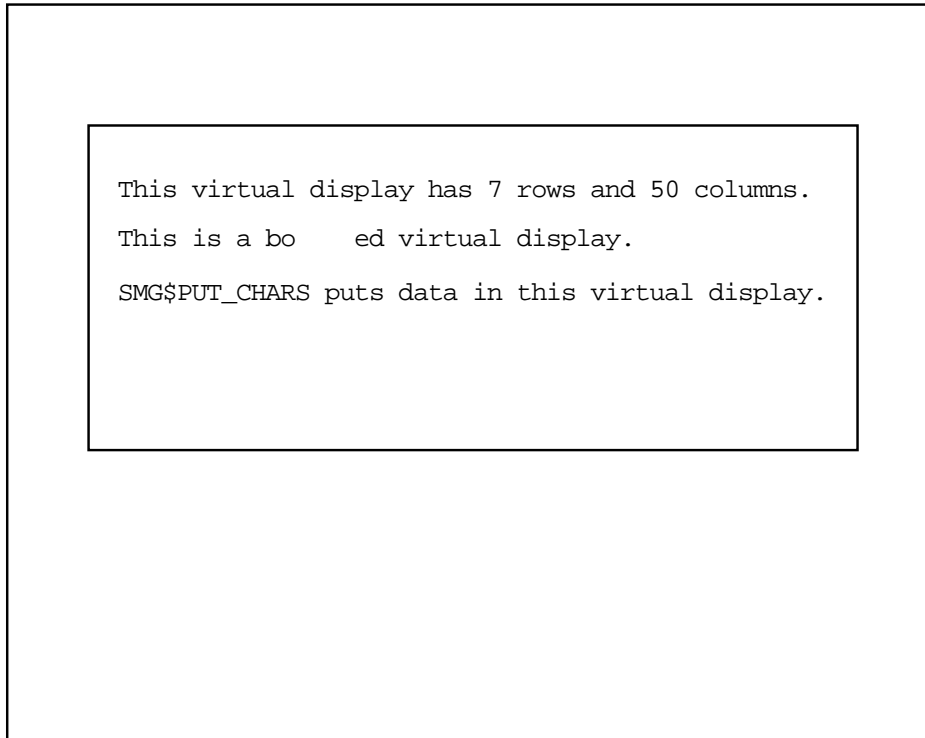 This virtual display has 7 rows and 50 columns.
This is a bo    ed virtual display.
SMG$PUT_CHARS puts data in this virtual display.